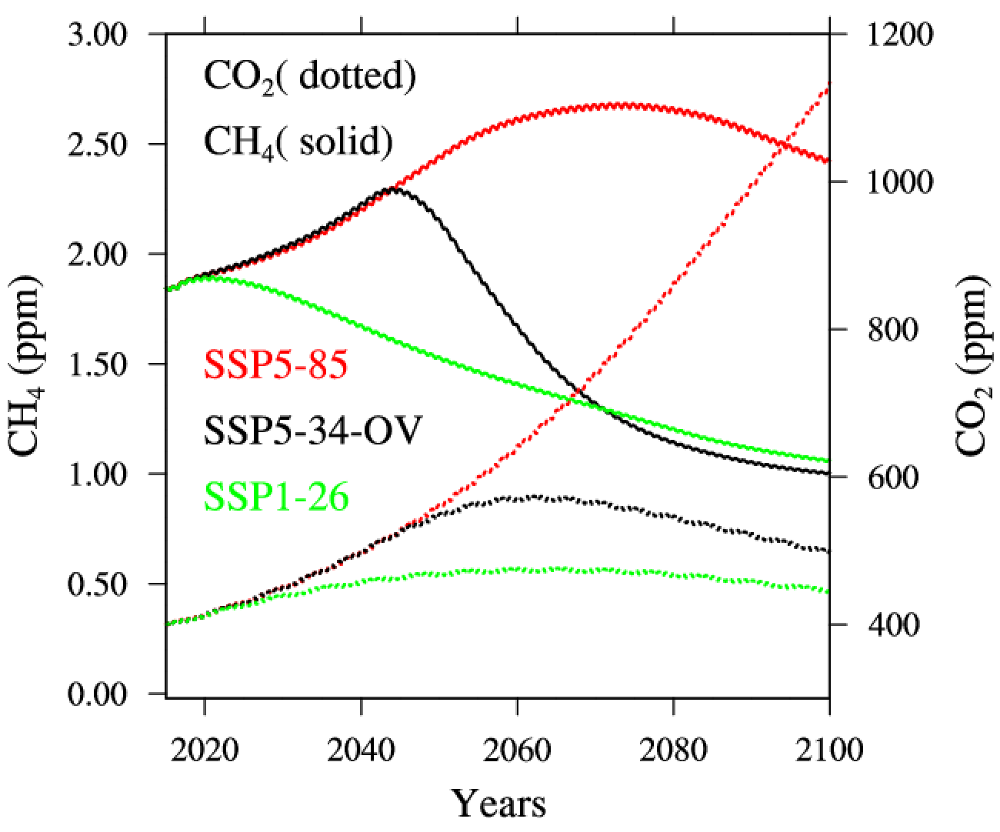 3.00
2.50
2.00
1.50
1.00
0.50
0.00
CH4 (ppm)
CO2( dotted)
CH4( solid)
SSP5-85
SSP5-34-OV
SSP1-26
1200
1000
800
600
400
CO2 (ppm)
2020 2040 2060 2080 2100
Years